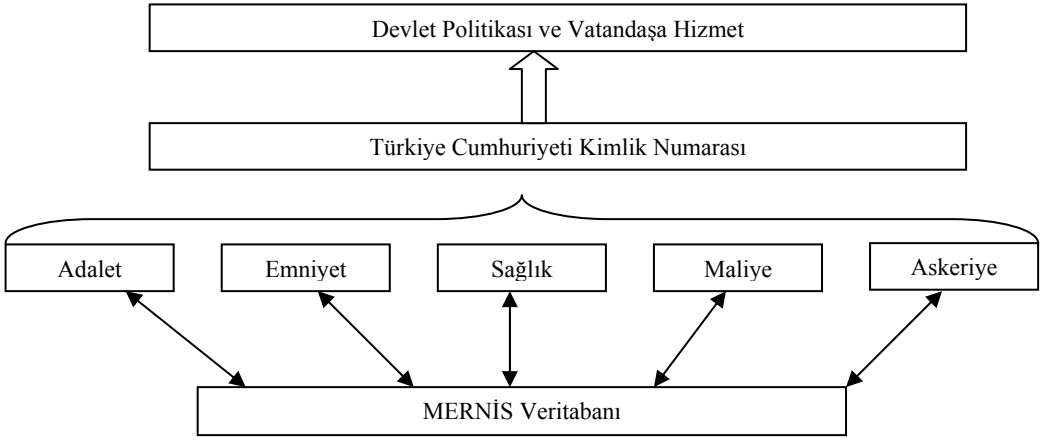 Devlet Politikası ve Vatandaşa Hizmet
Türkiye Cumhuriyeti Kimlik Numarası
Adalet
Emniyet
Sağlık
Maliye
Askeriye
MERNİS Veritabanı